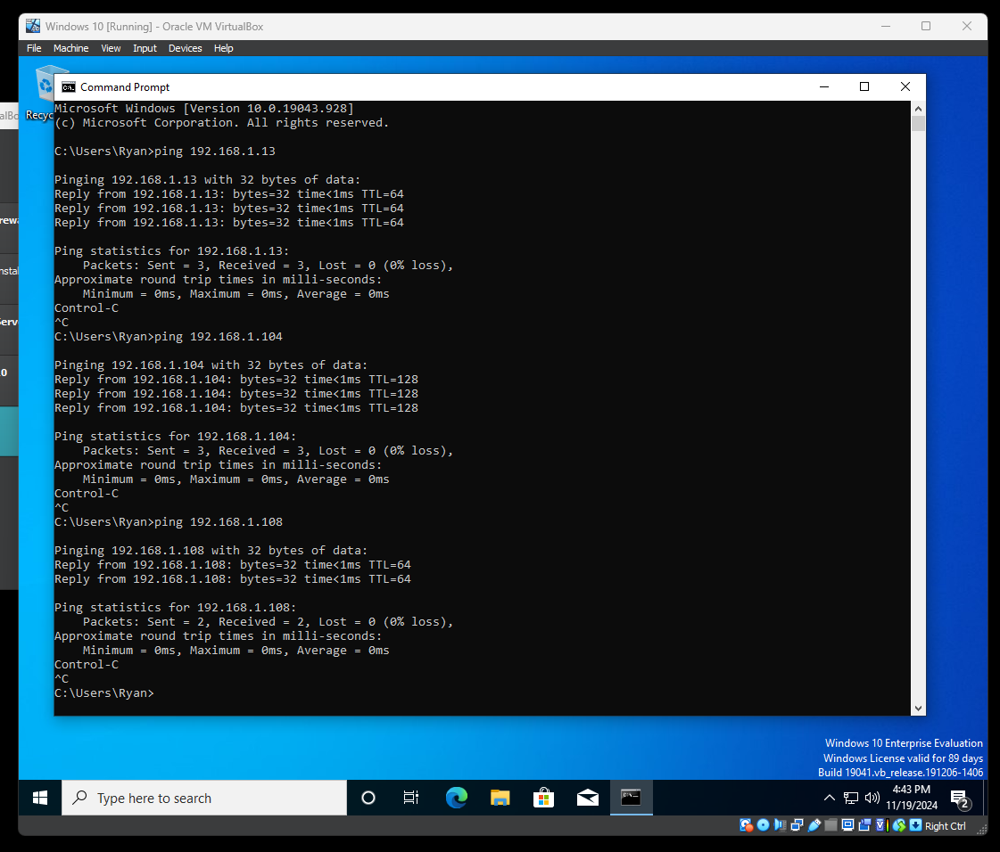 Windows 10 [Running] - Oracle VM VirtualBox
File Machine View Input Devices Help
Recyc
Command Prompt
Microsoft Windows [Version 10.0.19043.928]
(c) Microsoft Corporation. All rights reserved.
C:\Users\Ryan>ping 192.168.1.13
Pinging 192.168.1.13 with 32 bytes of data:
Reply from 192.168.1.13: bytes=32 time<1ms TTL=64
Reply from 192.168.1.13: bytes=32 time<1ms TTL=64
Reply from 192.168.1.13: bytes=32 time<1ms TTL=64
Ping statistics for 192.168.1.13:
Packets: Sent = 3, Received = 3, Lost = 0 (0% loss),
Approximate round trip times in milli-seconds:
Minimum = 0ms, Maximum = 0ms, Average = 0ms
Control-C
^C
C:\Users\Ryan>ping 192.168.1.104
Pinging 192.168.1.104 with 32 bytes of data:
Reply from 192.168.1.104: bytes=32 time<1ms TTL=128
Reply from 192.168.1.104: bytes=32 time<1ms TTL=128
Reply from 192.168.1.104: bytes=32 time<1ms TTL=128
Ping statistics for 192.168.1.104:
Packets: Sent = 3, Received = 3, Lost = 0 (0% loss),
Approximate round trip times in milli-seconds:
Minimum = 0ms, Maximum = 0ms, Average = 0ms
Control-C
^C
C:\Users\Ryan>ping 192.168.1.108
Pinging 192.168.1.108 with 32 bytes of data:
Reply from 192.168.1.108: bytes=32 time<1ms TTL=64
Reply from 192.168.1.108: bytes=32 time<1ms TTL=64
Ping statistics for 192.168.1.108:
Packets: Sent = 2, Received = 2, Lost = 0 (0% loss),
Approximate round trip times in milli-seconds:
Minimum = 0ms, Maximum = 0ms, Average = 0ms
Control-C
^C
C:\Users\Ryan>
Windows 10 Enterprise Evaluation
Windows License valid for 89 days
Build 19041.vb_release.191206-1406
Type here to search
4:43 PM
11/19/2024
2
Right Ctrl